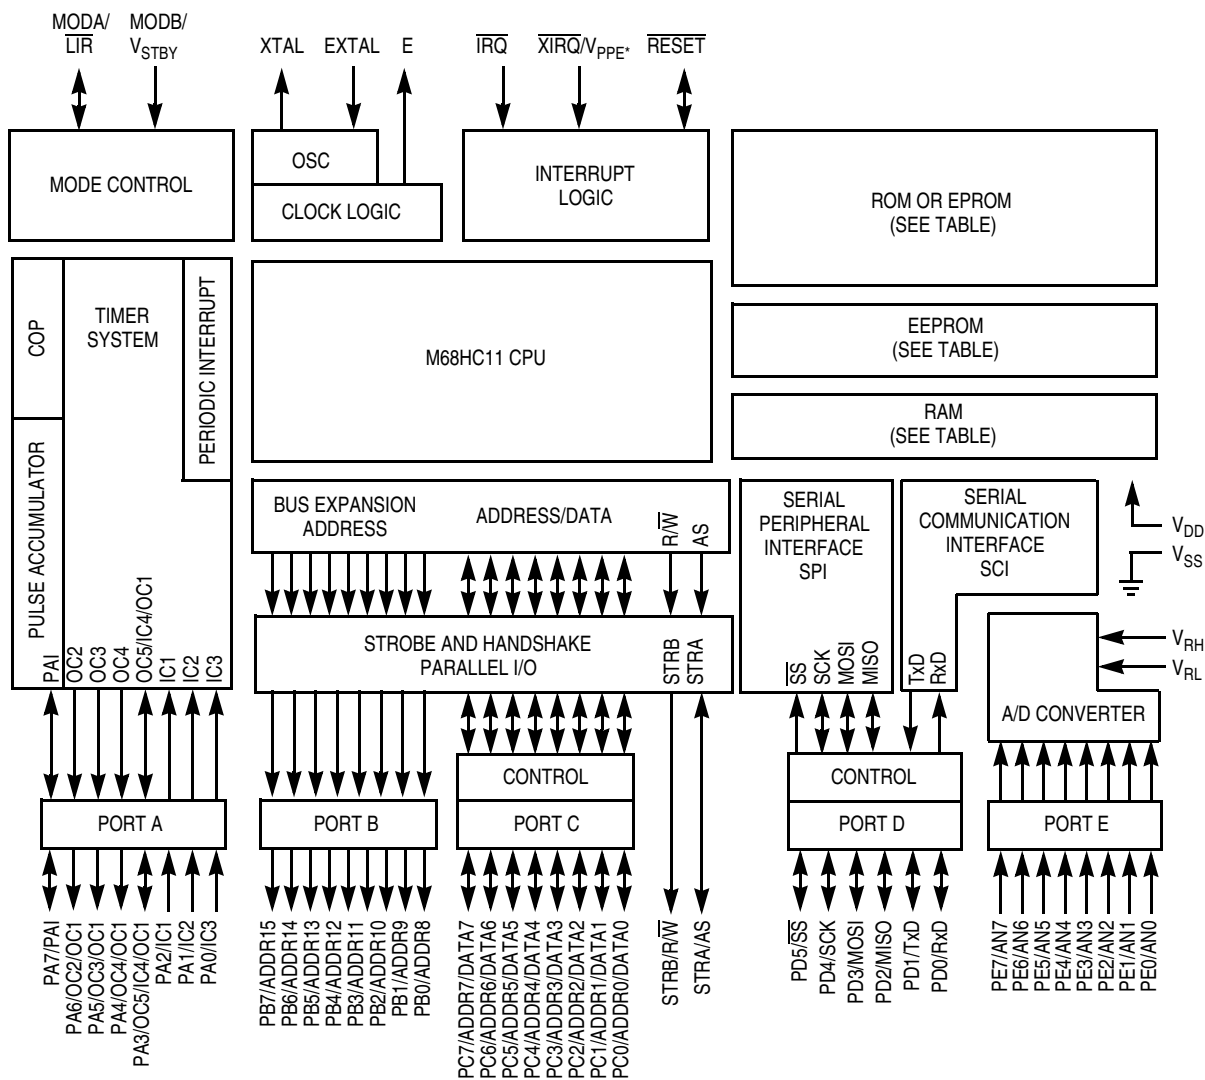 MODA/
LIR
MODB/
VSTBY
XTAL
EXTAL
E
IRQ
XIRQ/VPPE*
RESET
MODE CONTROL
OSC
CLOCK LOGIC
INTERRUPT
LOGIC
ROM OR EPROM
(SEE TABLE)
COP
TIMER
SYSTEM
PERIODIC INTERRUPT
M68HC11 CPU
EEPROM
(SEE TABLE)
RAM
(SEE TABLE)
PULSE ACCUMULATOR
BUS EXPANSION
ADDRESS
ADDRESS/DATA
R/W
AS
SERIAL
PERIPHERAL
INTERFACE
SPI
SERIAL
COMMUNICATION
INTERFACE
SCI
VDD
VSS
VRH
VRL
PAI
OC2
OC3
OC4
OC5/IC4/OC1
IC1
IC2
IC3
STROBE AND HANDSHAKE
PARALLEL I/O
STRB
STRA
SS
SCK
MOSI
MISO
TxD
RxD
A/D CONVERTER
CONTROL
CONTROL
PORT A
PORT B
PORT C
PORT D
PORT E
PA7/PAI
PA6/OC2/OC1
PA5/OC3/OC1
PA4/OC4/OC1
PA3/OC5/IC4/OC1
PA2/IC1
PA1/IC2
PA0/IC3
PB7/ADDR15
PB6/ADDR14
PB5/ADDR13
PB4/ADDR12
PB3/ADDR11
PB2/ADDR10
PB1/ADDR9
PB0/ADDR8
PC7/ADDR7/DATA7
PC6/ADDR6/DATA6
PC5/ADDR5/DATA5
PC4/ADDR4/DATA4
PC3/ADDR3/DATA3
PC2/ADDR2/DATA2
PC1/ADDR1/DATA1
PC0/ADDR0/DATA0
STRB/R/W
STRA/AS
PD5/SS
PD4/SCK
PD3/MOSI
PD2/MISO
PD1/TxD
PD0/RxD
PE7/AN7
PE6/AN6
PE5/AN5
PE4/AN4
PE3/AN3
PE2/AN2
PE1/AN1
PE0/AN0